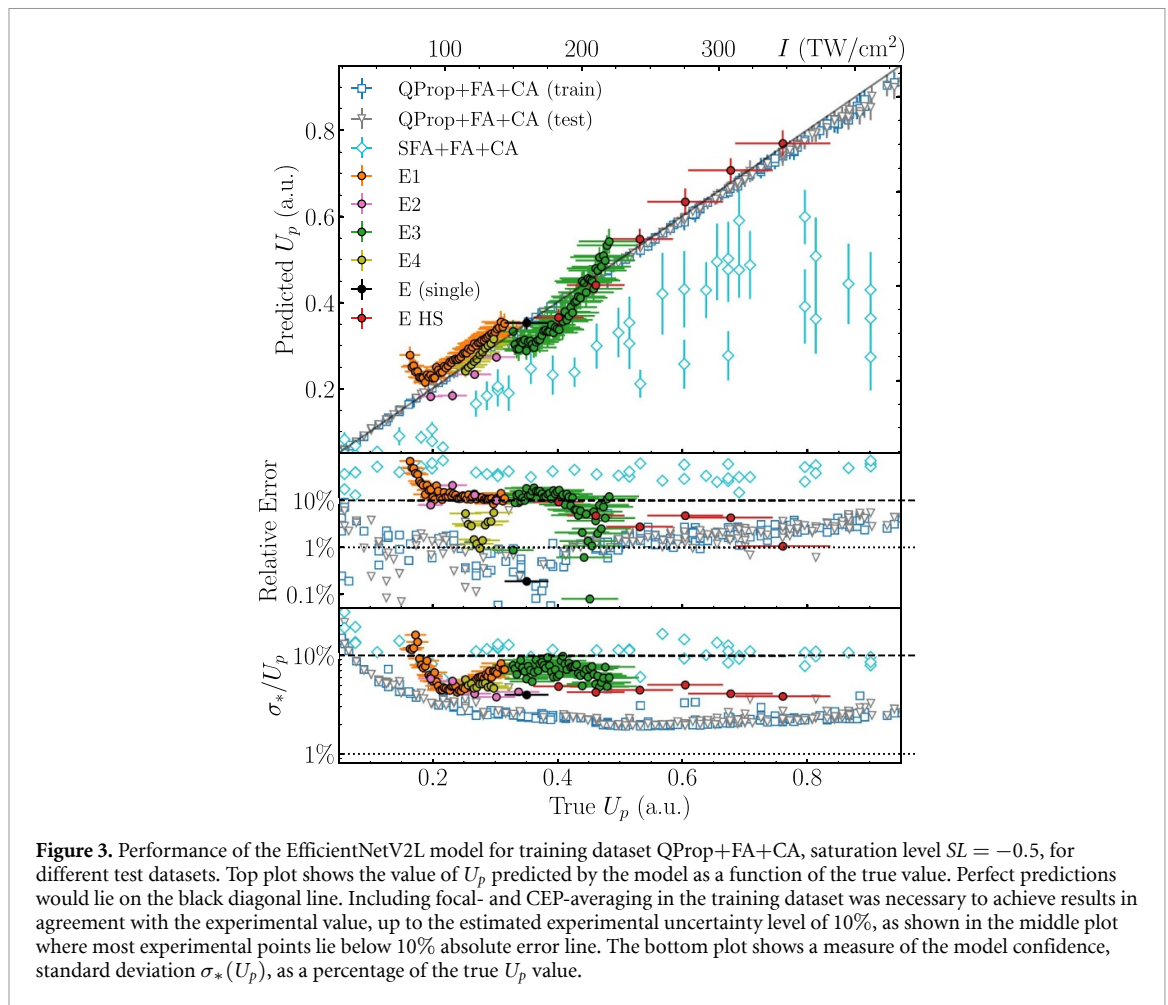 100 200 300 I (TW/cm²)
QProp+FA+CA (train)
QProp+FA+CA (test)
SFA+FA+CA
E1
E2
E3
E4
E (single)
E HS
0.8
0.6
0.4
0.2
Predicted Uₚ (a.u.)
10%
1%
0.1%
Relative Error
10%
1%
σ*/Uₚ
0.2 0.4 0.6 0.8
True Uₚ (a.u.)
Figure 3. Performance of the EfficientNetV2L model for training dataset QProp+FA+CA, saturation level SL = −0.5, for
different test datasets. Top plot shows the value of Uₚ predicted by the model as a function of the true value. Perfect predictions
would lie on the black diagonal line. Including focal- and CEP-averaging in the training dataset was necessary to achieve results in
agreement with the experimental value, up to the estimated experimental uncertainty level of 10%, as shown in the middle plot
where most experimental points lie below 10% absolute error line. The bottom plot shows a measure of the model confidence,
standard deviation σ*(Uₚ), as a percentage of the true Uₚ value.